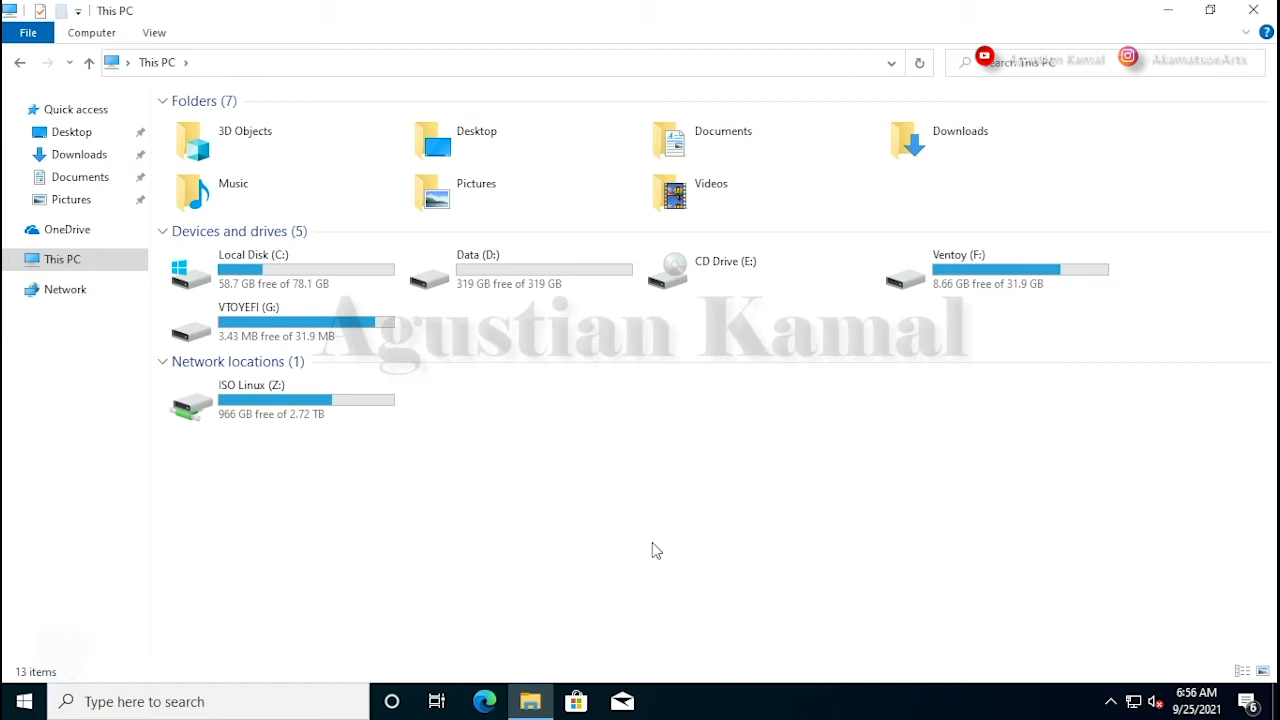 This PC
File Computer View
This PC
Search This PC
Agustian Kamal
AkamatsooArts
Quick access
Desktop
Downloads
Documents
Pictures
OneDrive
This PC
Network
Folders (7)
3D Objects
Desktop
Documents
Downloads
Music
Pictures
Videos
Devices and drives (5)
Local Disk (C:)
58.7 GB free of 78.1 GB
Data (D:)
319 GB free of 319 GB
CD Drive (E:)
Ventoy (F:)
8.66 GB free of 31.9 GB
VTOYEFI (G:)
3.43 MB free of 31.9 MB
Agustian Kamal
Network locations (1)
ISO Linux (Z:)
966 GB free of 2.72 TB
13 items
Type here to search
6:56 AM
9/25/2021
6